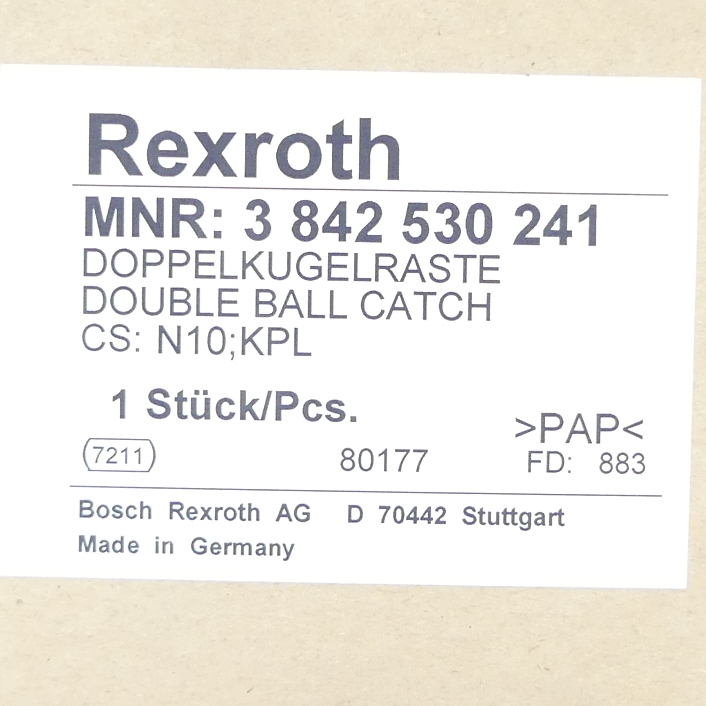 Rexroth
MNR: 3 842 530 241
DOPPELKUGELRASTE
DOUBLE BALL CATCH
CS: N10;KPL
1 Stück/Pcs.
>PAP<
7211 80177 FD: 883
Bosch Rexroth AG D 70442 Stuttgart
Made in Germany